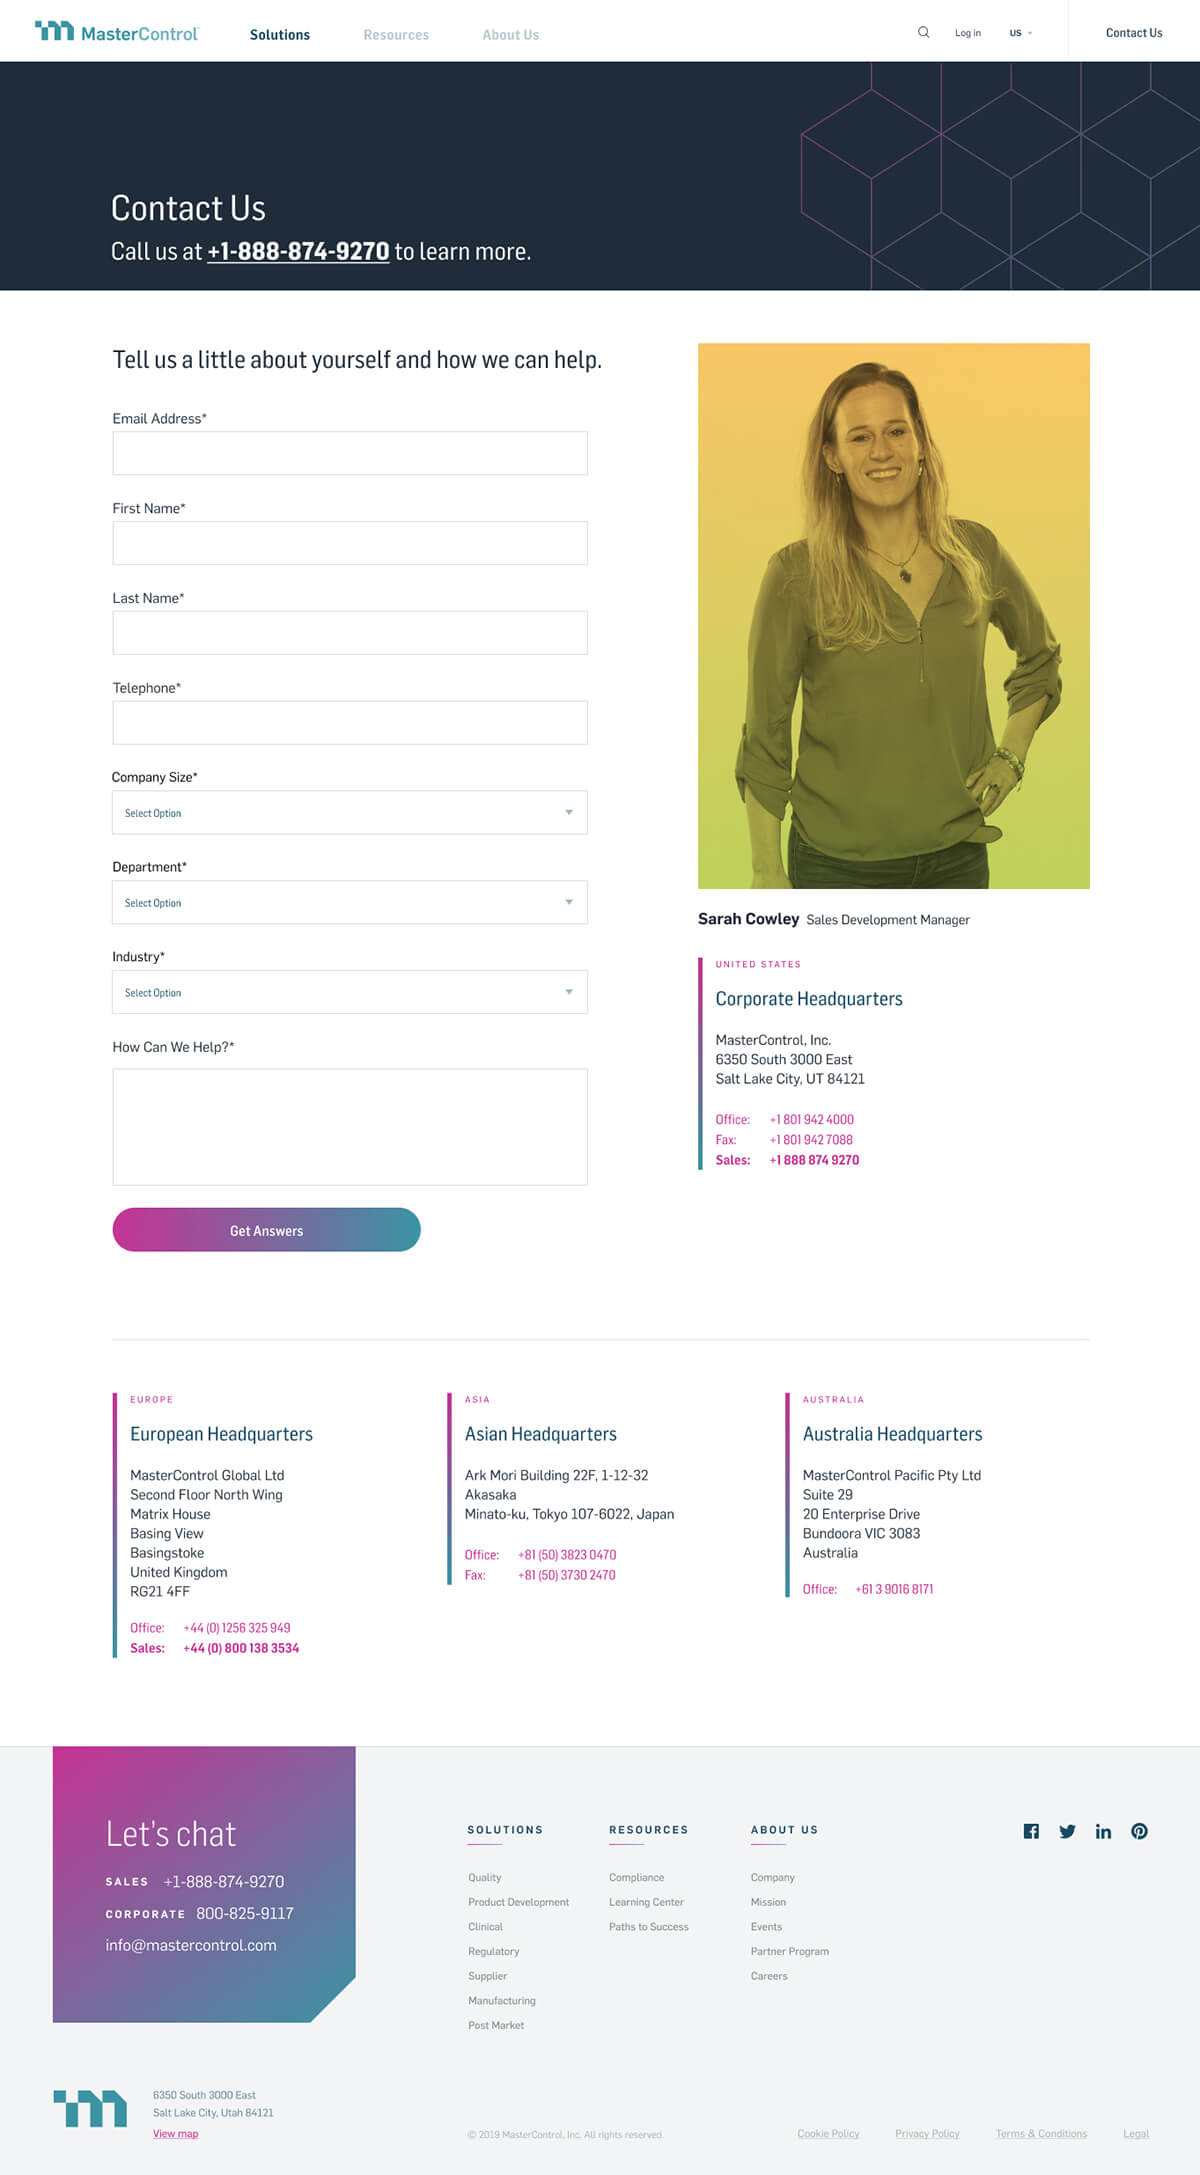 MasterControl
Solutions
Resources
About Us
Log in
US
Contact Us
Contact Us
Call us at +1-888-874-9270 to learn more.
Tell us a little about yourself and how we can help.
Email Address*
First Name*
Last Name*
Telephone*
Company Size*
Select Option
Department*
Select Option
Industry*
Select Option
How Can We Help?*
Get Answers
Sarah Cowley Sales Development Manager
UNITED STATES
Corporate Headquarters
MasterControl, Inc.
6350 South 3000 East
Salt Lake City, UT 84121
Office: +1 801 942 4000
Fax: +1 801 942 7088
Sales: +1 888 874 9270
EUROPE
European Headquarters
MasterControl Global Ltd
Second Floor North Wing
Matrix House
Basing View
Basingstoke
United Kingdom
RG21 4FF
Office: +44 (0) 1256 325 949
Sales: +44 (0) 800 138 3534
ASIA
Asian Headquarters
Ark Mori Building 22F, 1-12-32
Akasaka
Minato-ku, Tokyo 107-6022, Japan
Office: +81 (50) 3823 0470
Fax: +81 (50) 3730 2470
AUSTRALIA
Australia Headquarters
MasterControl Pacific Pty Ltd
Suite 29
20 Enterprise Drive
Bundoora VIC 3083
Australia
Office: +61 3 9016 8171
Let's chat
SALES +1-888-874-9270
CORPORATE 800-825-9117
info@mastercontrol.com
SOLUTIONS
Quality
Product Development
Clinical
Regulatory
Supplier
Manufacturing
Post Market
RESOURCES
Compliance
Learning Center
Paths to Success
ABOUT US
Company
Mission
Events
Partner Program
Careers
6350 South 3000 East
Salt Lake City, Utah 84121
View map
© 2019 MasterControl, Inc. All rights reserved.
Cookie Policy
Privacy Policy
Terms & Conditions
Legal